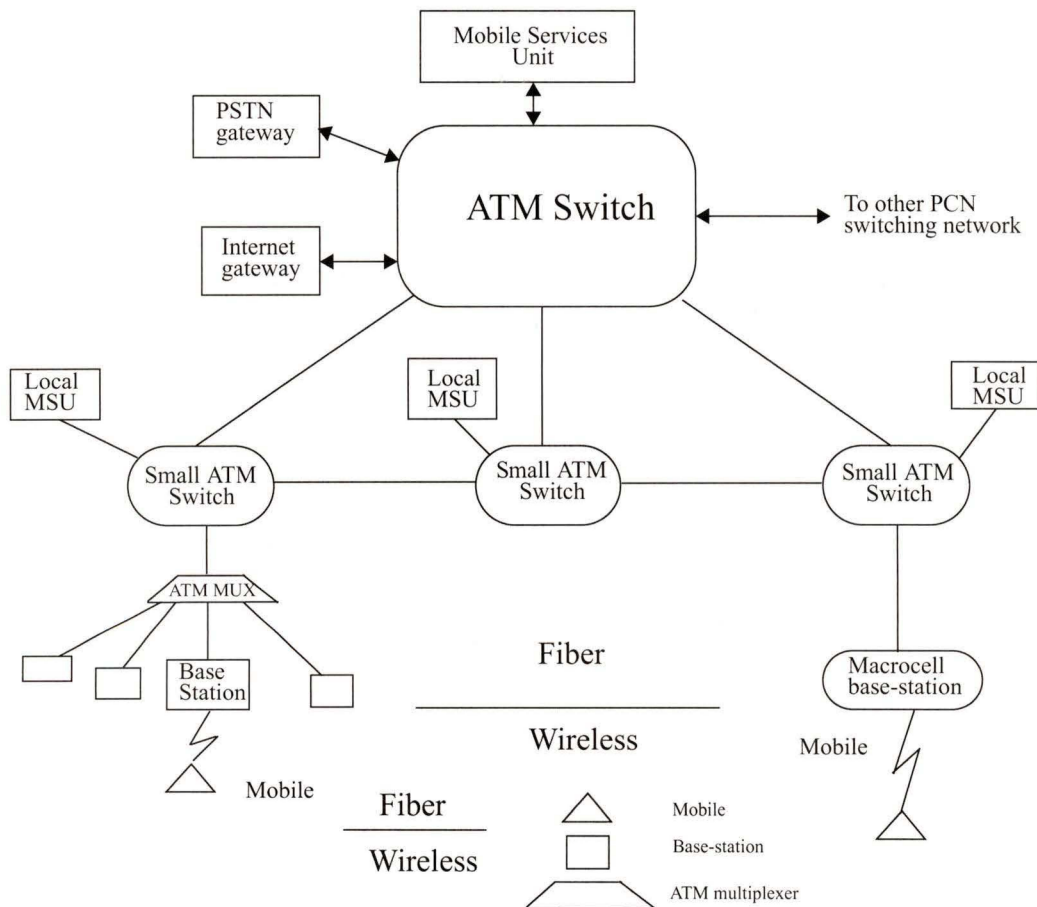 Mobile Services
Unit
PSTN
gateway
ATM Switch
To other PCN
switching network
Internet
gateway
Local
MSU
Local
MSU
Local
MSU
Small ATM
Switch
Small ATM
Switch
Small ATM
Switch
ATM MUX
Base
Station
Fiber
Macrocell
base-station
Wireless
Mobile
Mobile
Fiber
Wireless
Mobile
Base-station
ATM multiplexer